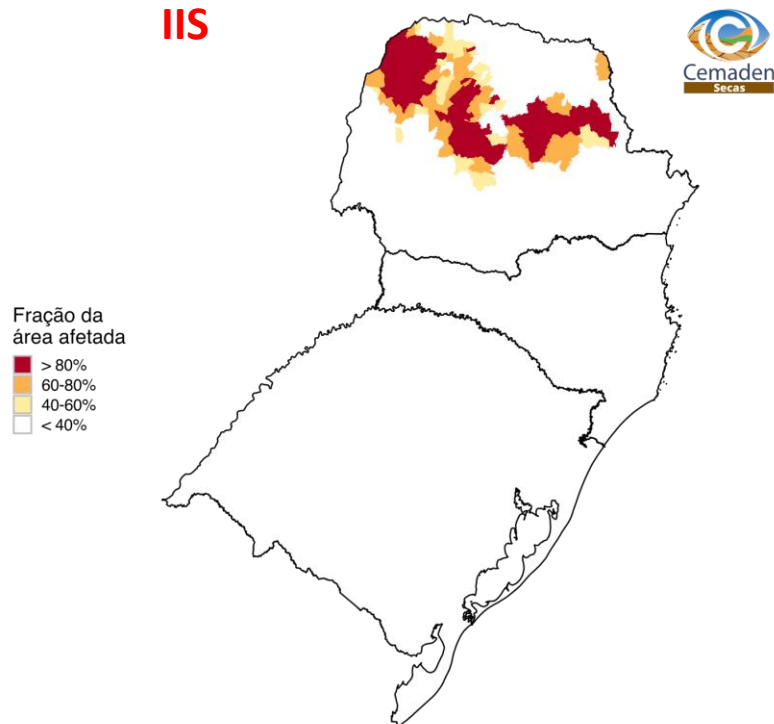 IIS
Cemaden
Secas
Fração da
área afetada
> 80%
60-80%
40-60%
< 40%